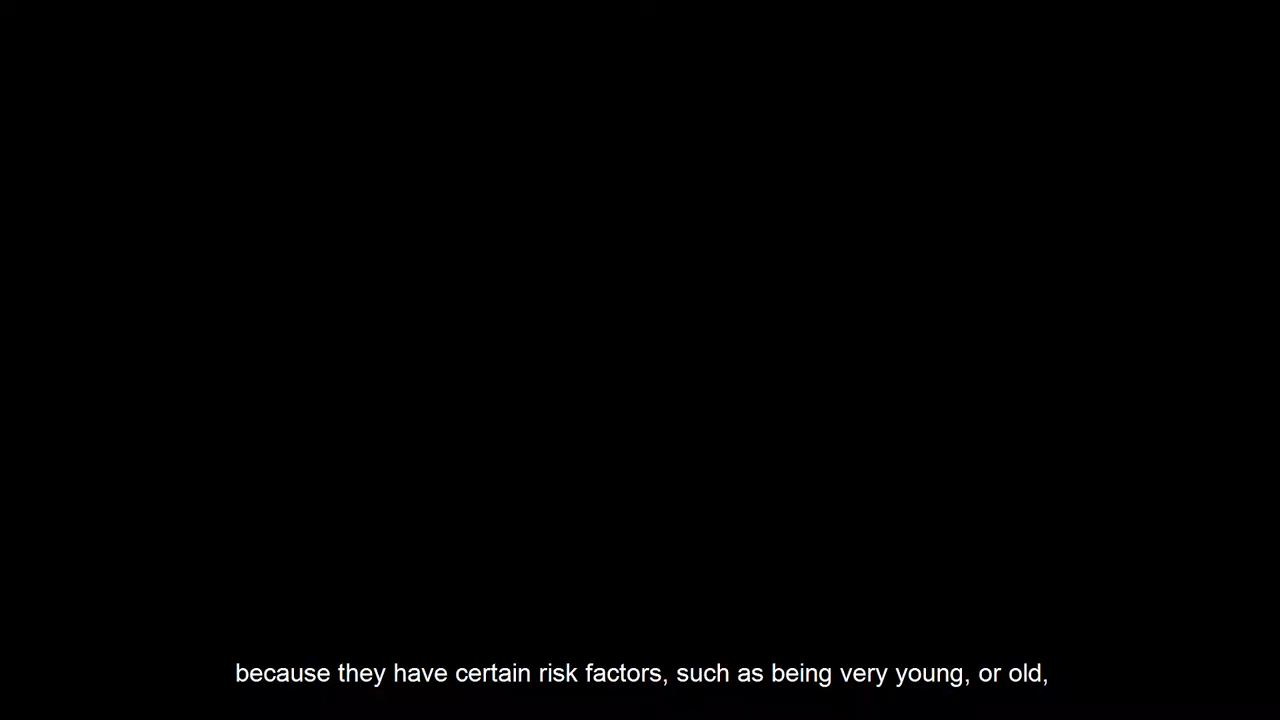 because they have certain risk factors, such as being very young, or old,